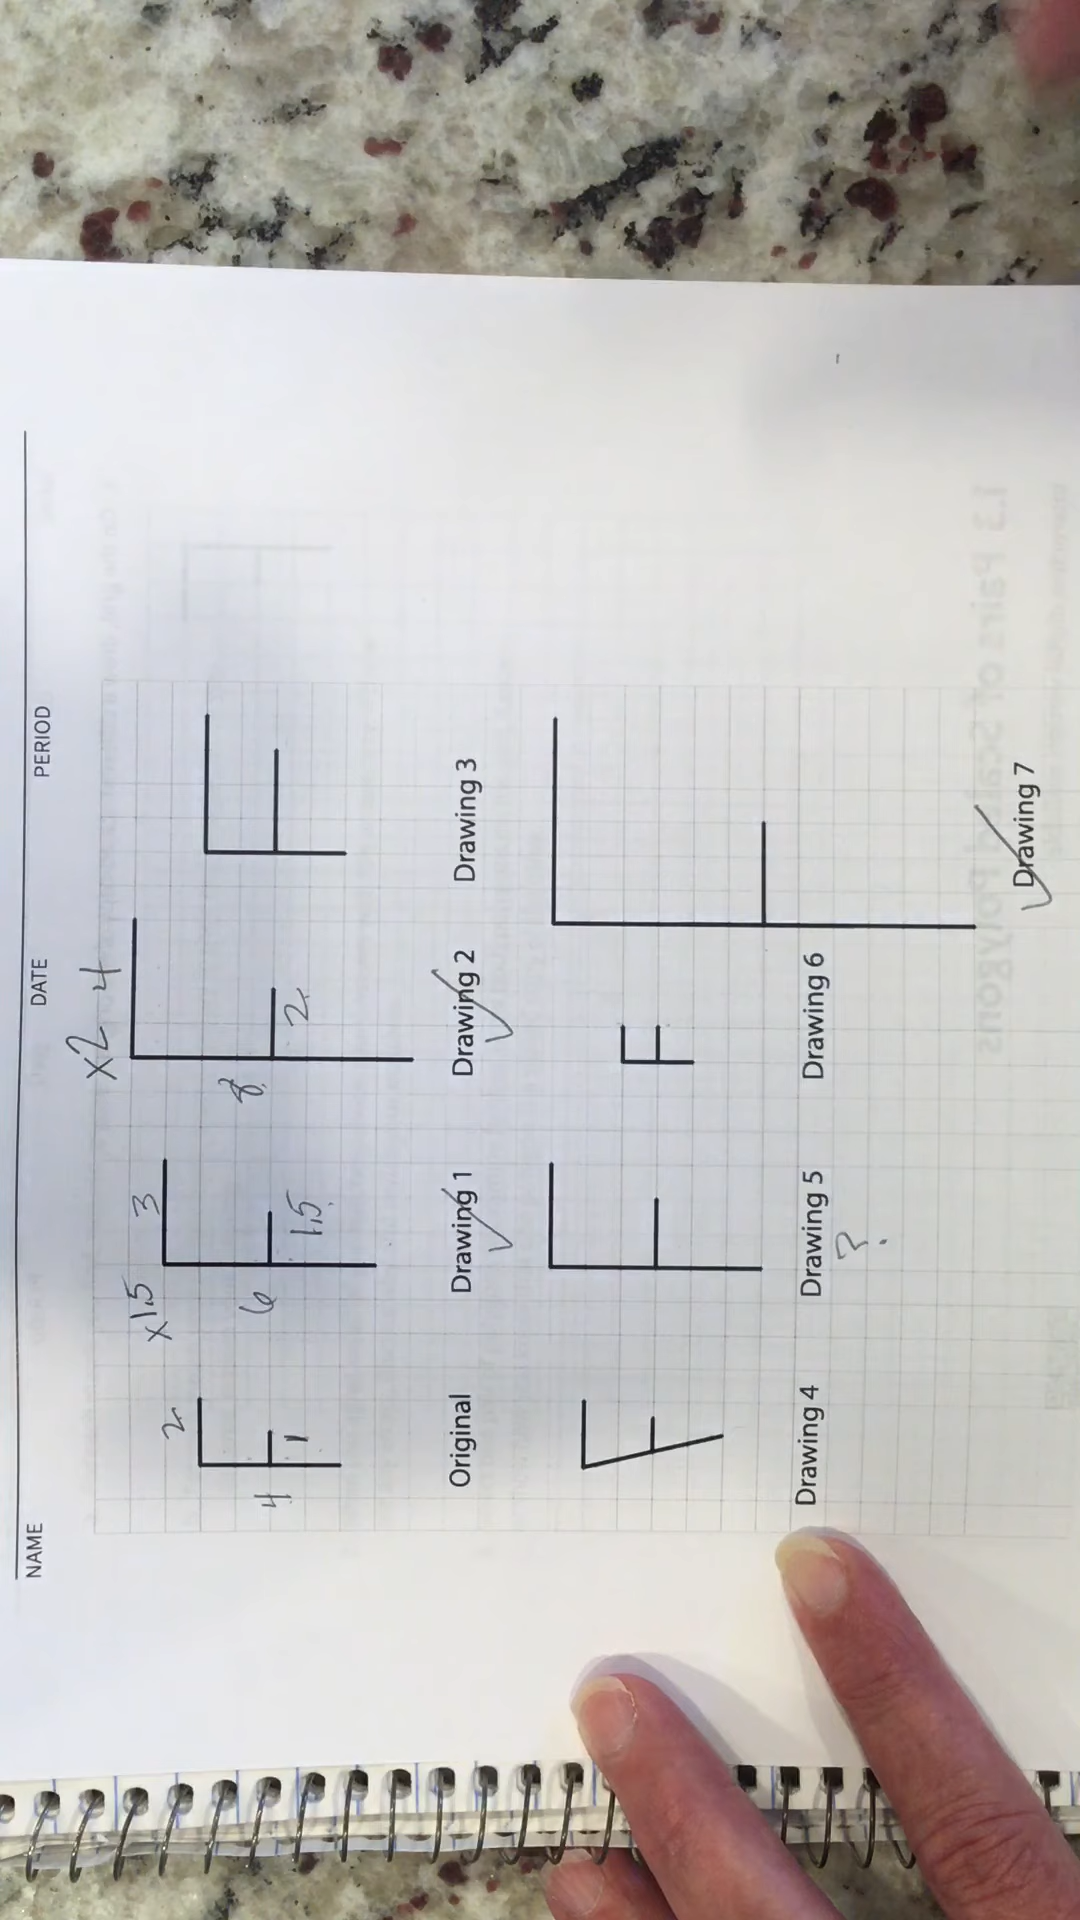 NAME DATE PERIOD
x2 4
x1.5 3
2
4 1
6 1.5
8 2
Original Drawing 1 Drawing 2 Drawing 3
Drawing 4 Drawing 5 Drawing 6
?
Drawing 7
1.3 Pairs of Scaled Polygons